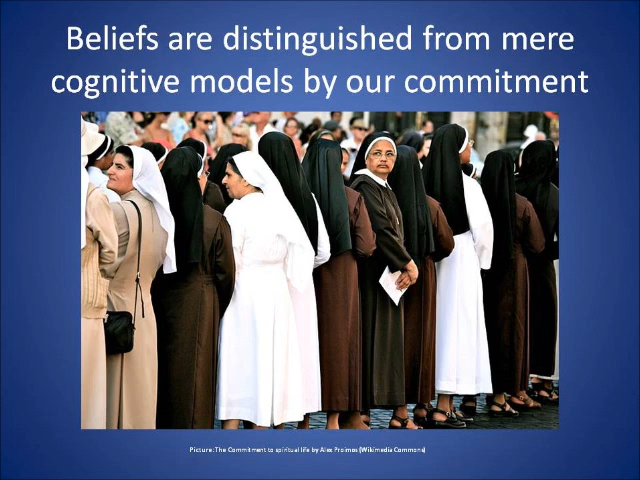 Beliefs are distinguished from mere
cognitive models by our commitment
Picture: The Commitment to spiritual life by Alex Proimos (Wikimedia Commons)